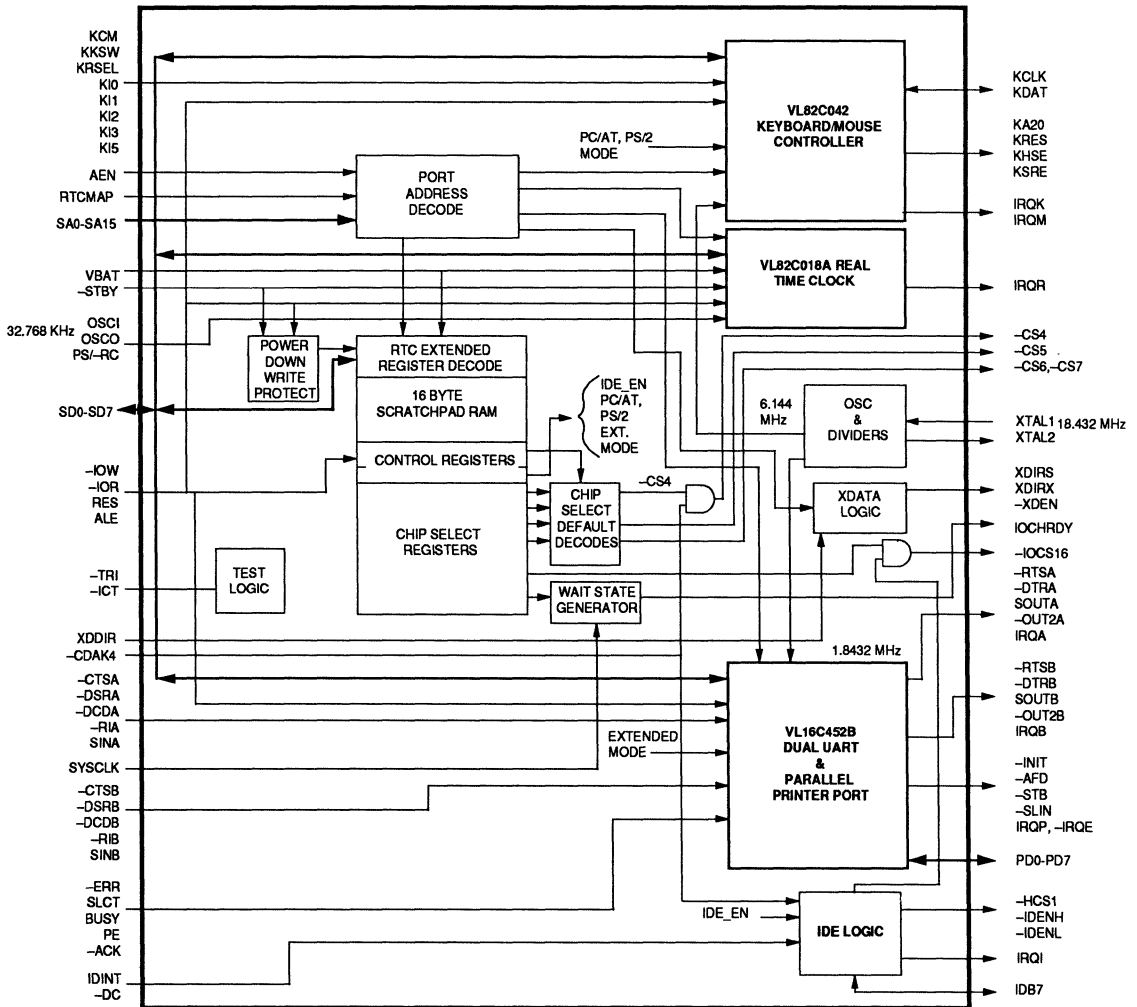 KCM
KKSW
KRSEL
KI0
KI1
KI2
KI3
KI5
AEN
RTCMAP
SA0-SA15
VBAT
–STBY
OSCI
32.768 KHz
OSCO
PS/–RC
SD0-SD7
–IOW
–IOR
RES
ALE
–TRI
–ICT
XDDIR
–CDAK4
–CTSA
–DSRA
–DCDA
–RIA
SINA
SYSCLK
–CTSB
–DSRB
–DCDB
–RIB
SINB
–ERR
SLCT
BUSY
PE
–ACK
IDINT
–DC
PORT
ADDRESS
DECODE
PC/AT, PS/2
MODE
VL82C042
KEYBOARD/MOUSE
CONTROLLER
VL82C018A REAL
TIME CLOCK
POWER
DOWN
WRITE
PROTECT
RTC EXTENDED
REGISTER DECODE
16 BYTE
SCRATCHPAD RAM
CONTROL REGISTERS
CHIP SELECT
REGISTERS
IDE_EN
PC/AT,
PS/2
EXT.
MODE
6.144
MHz
OSC
&
DIVIDERS
CHIP
SELECT
DEFAULT
DECODES
–CS4
XDATA
LOGIC
TEST
LOGIC
WAIT STATE
GENERATOR
1.8432 MHz
EXTENDED
MODE
VL16C452B
DUAL UART
&
PARALLEL
PRINTER PORT
IDE_EN
IDE LOGIC
KCLK
KDAT
KA20
KRES
KHSE
KSRE
IRQK
IRQM
IRQR
–CS4
–CS5
–CS6,–CS7
XTAL1 18.432 MHz
XTAL2
XDIRS
XDIRX
–XDEN
IOCHRDY
–IOCS16
–RTSA
–DTRA
SOUTA
–OUT2A
IRQA
–RTSB
–DTRB
SOUTB
–OUT2B
IRQB
–INIT
–AFD
–STB
–SLIN
IRQP, –IRQE
PD0-PD7
–HCS1
–IDENH
–IDENL
IRQI
IDB7